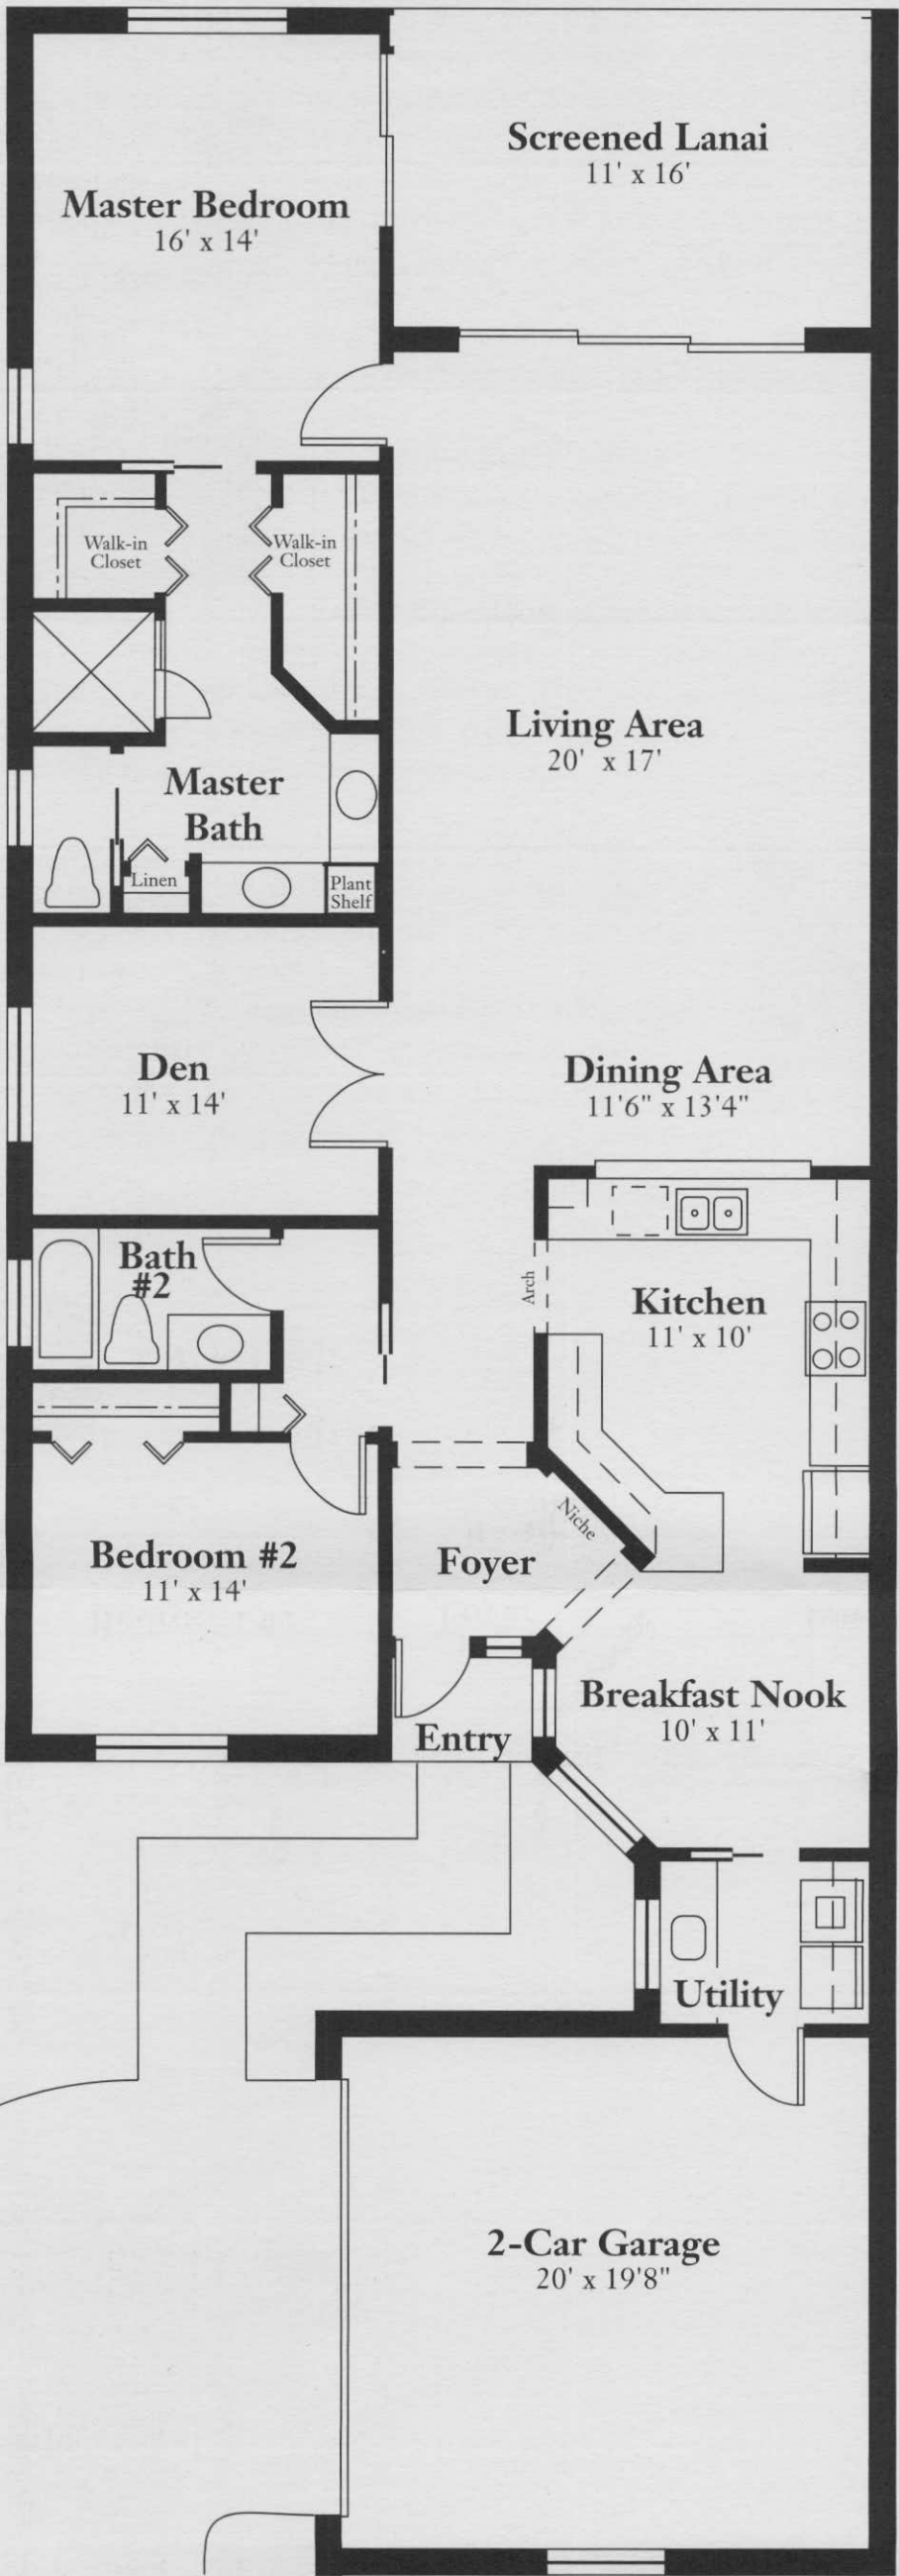 Screened Lanai
11' x 16'
Master Bedroom
16' x 14'
Walk-in
Closet
Walk-in
Closet
Living Area
20' x 17'
Master
Bath
Linen
Plant
Shelf
Den
11' x 14'
Dining Area
11'6" x 13'4"
Bath
#2
Arch
Kitchen
11' x 10'
Niche
Bedroom #2
11' x 14'
Foyer
Breakfast Nook
10' x 11'
Entry
Utility
2-Car Garage
20' x 19'8"